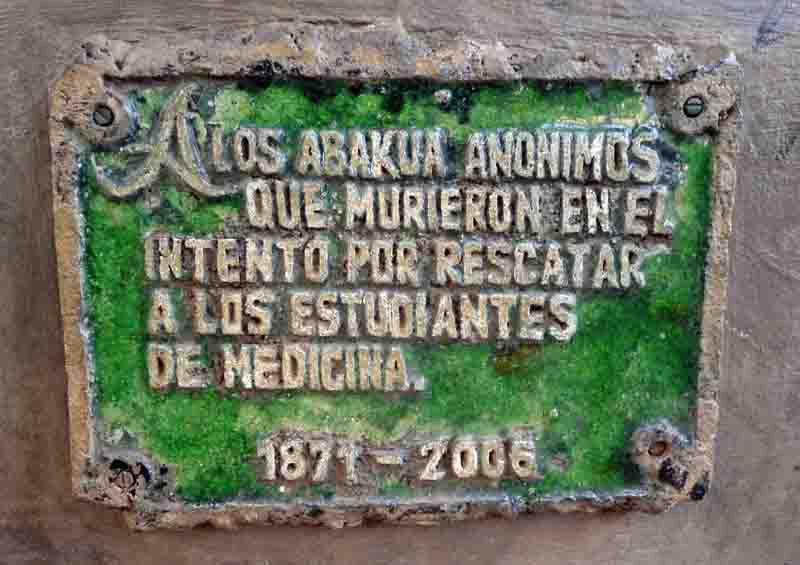 A LOS ABAKUA ANONIMOS
QUE MURIERON EN EL
INTENTO POR RESCATAR
A LOS ESTUDIANTES
DE MEDICINA.
1871 - 2006